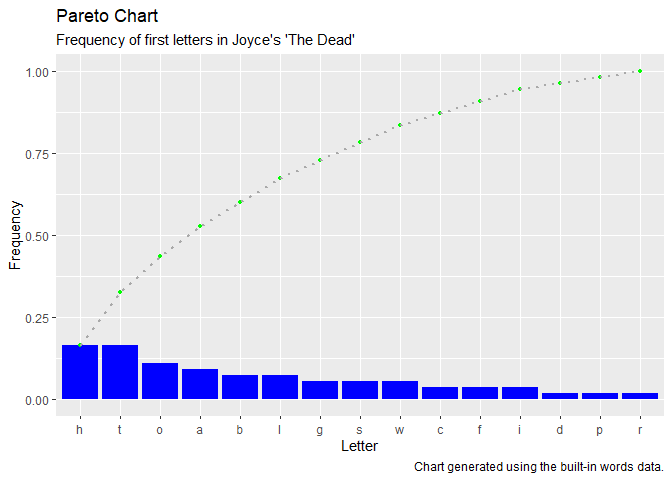 Pareto Chart
Frequency of first letters in Joyce's 'The Dead'
1.00
0.75
0.50
0.25
0.00
Frequency
h t o a b l g s w c f i d p r
Letter
Chart generated using the built-in words data.